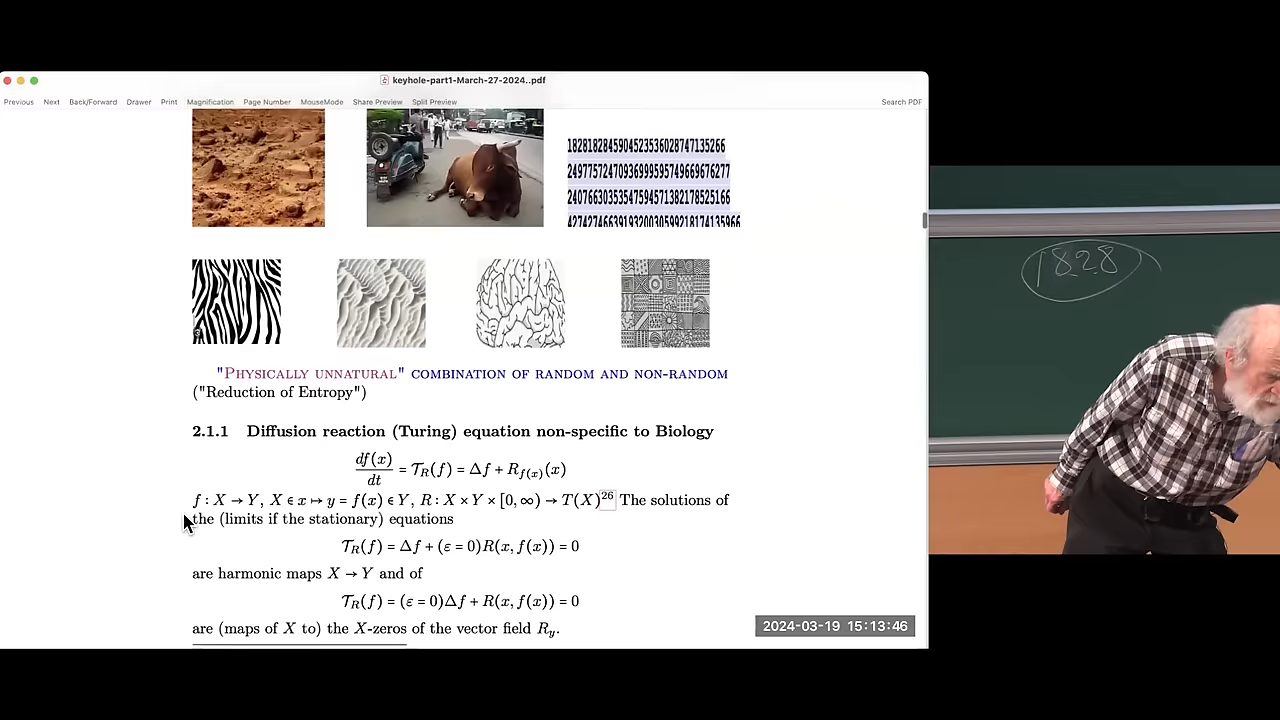 keyhole-part1-March-27-2024..pdf
Previous Next Back/Forward Drawer Print Magnification Page Number MouseMode Share Preview Split Preview Search PDF
18281828459045235360287471352662
1828
"Physically unnatural" combination of random and non-random
("Reduction of Entropy")
2.1.1 Diffusion reaction (Turing) equation non-specific to Biology
df(x)/dt = 𝒯_R(f) = Δf + R_{f(x)}(x)
f : X → Y, X ∈ x ↦ y = f(x) ∈ Y, R : X × Y × [0, ∞) → T(X)²⁶ The solutions of
the (limits if the stationary) equations
𝒯_R(f) = Δf + (ε = 0)R(x, f(x)) = 0
are harmonic maps X → Y and of
𝒯_R(f) = (ε = 0)Δf + R(x, f(x)) = 0
are (maps of X to) the X-zeros of the vector field R_y.
2024-03-19 15:13:46